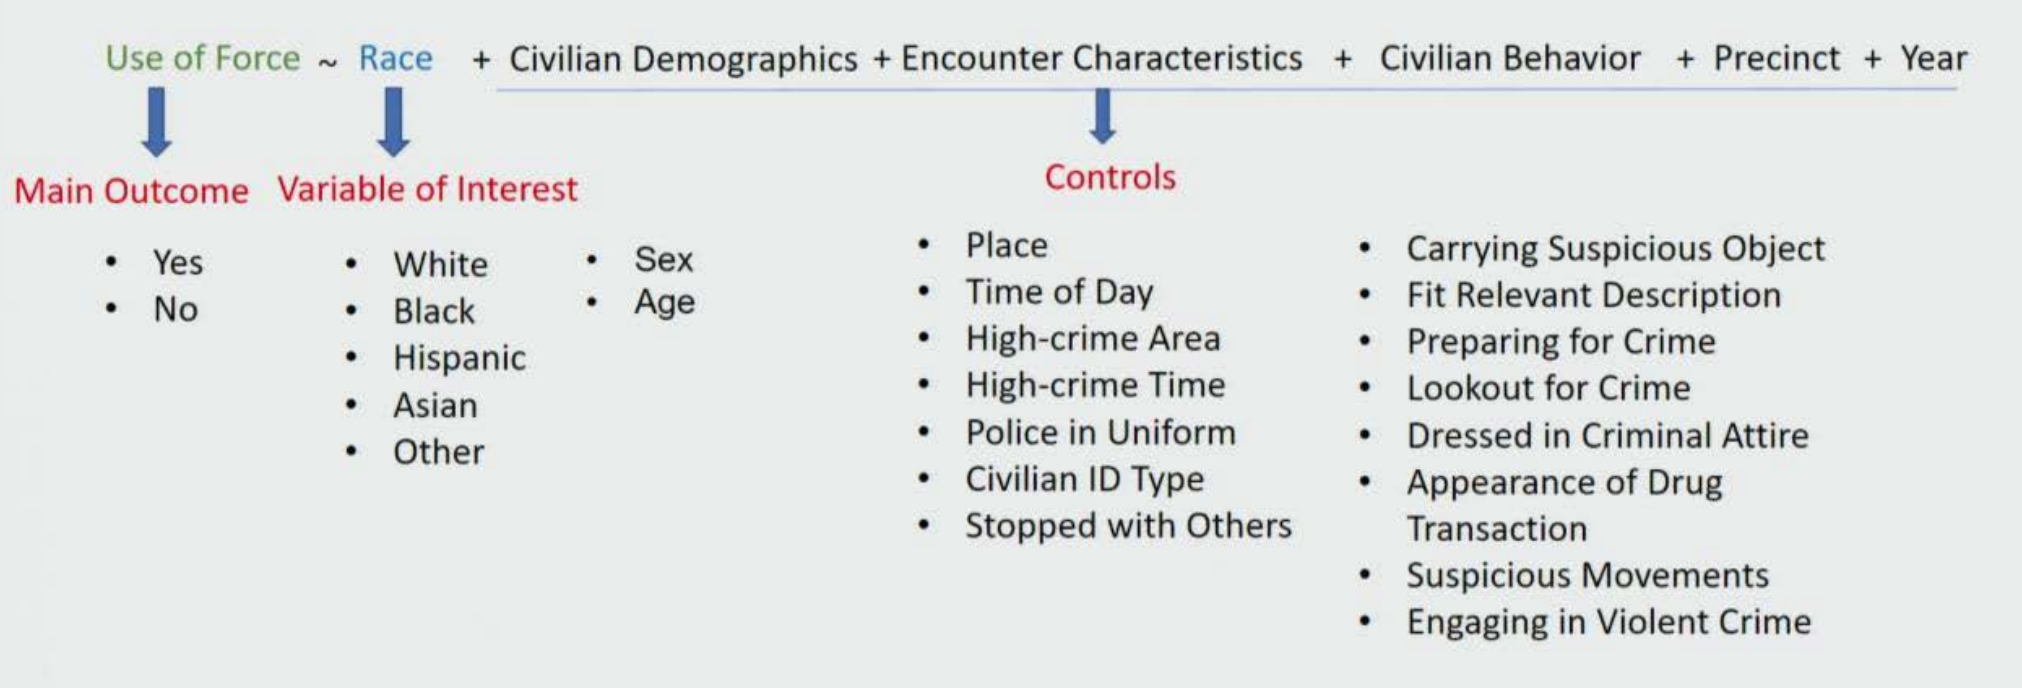 Use of Force ~ Race + Civilian Demographics + Encounter Characteristics + Civilian Behavior + Precinct + Year
Main Outcome
Variable of Interest
Controls
• Yes
• No
• White
• Black
• Hispanic
• Asian
• Other
• Sex
• Age
• Place
• Time of Day
• High-crime Area
• High-crime Time
• Police in Uniform
• Civilian ID Type
• Stopped with Others
• Carrying Suspicious Object
• Fit Relevant Description
• Preparing for Crime
• Lookout for Crime
• Dressed in Criminal Attire
• Appearance of Drug
Transaction
• Suspicious Movements
• Engaging in Violent Crime